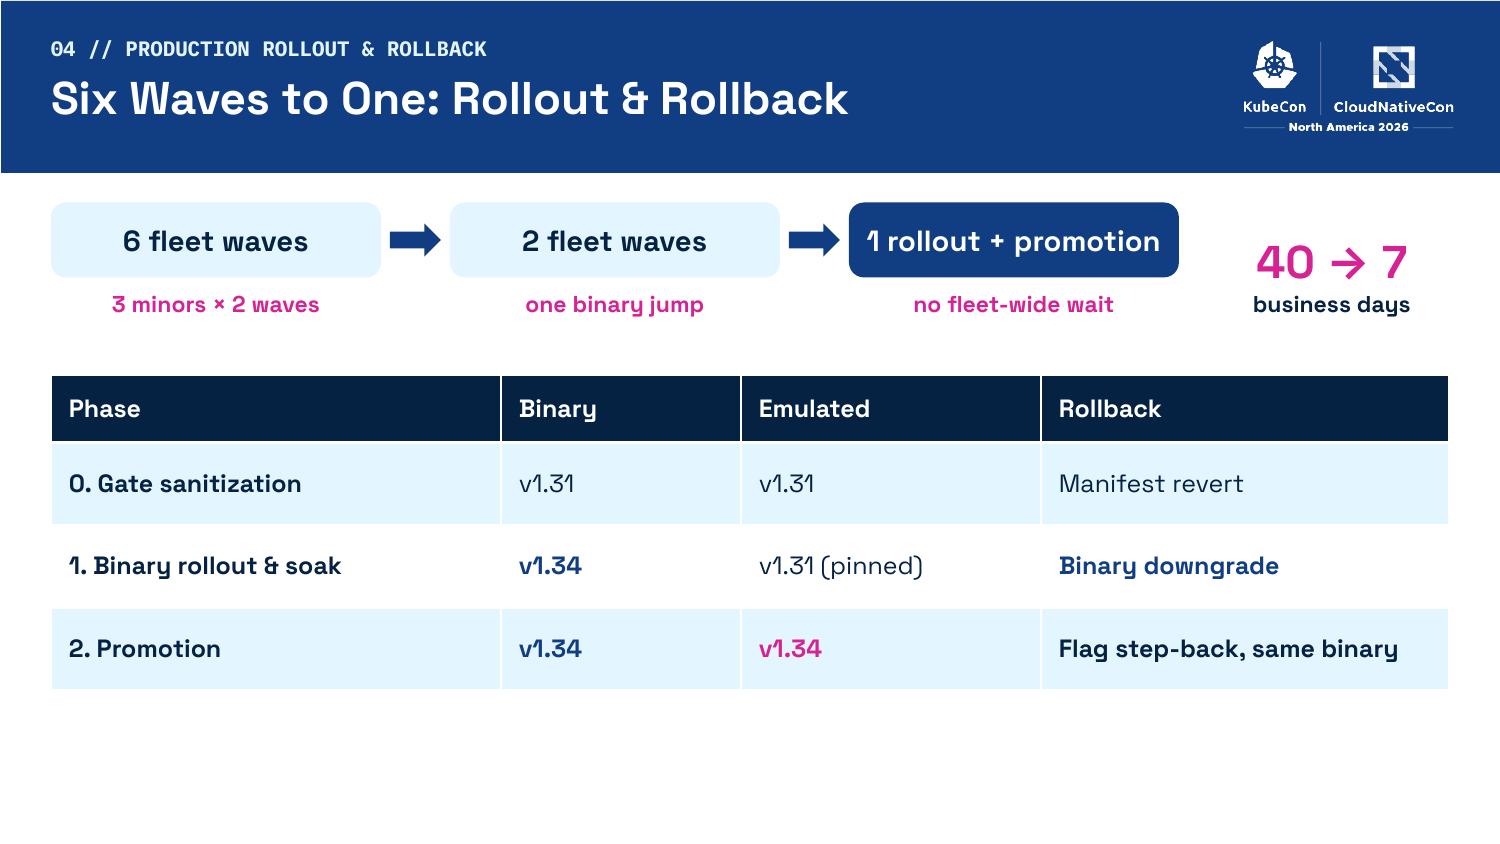 04 // PRODUCTION ROLLOUT & ROLLBACK
Six Waves to One: Rollout & Rollback
KubeCon
CloudNativeCon
North America 2026
6 fleet waves
2 fleet waves
1 rollout + promotion
40 → 7
3 minors × 2 waves
one binary jump
no fleet-wide wait
business days
Phase Binary Emulated Rollback
0. Gate sanitization v1.31 v1.31 Manifest revert
1. Binary rollout & soak v1.34 v1.31 (pinned) Binary downgrade
2. Promotion v1.34 v1.34 Flag step-back, same binary